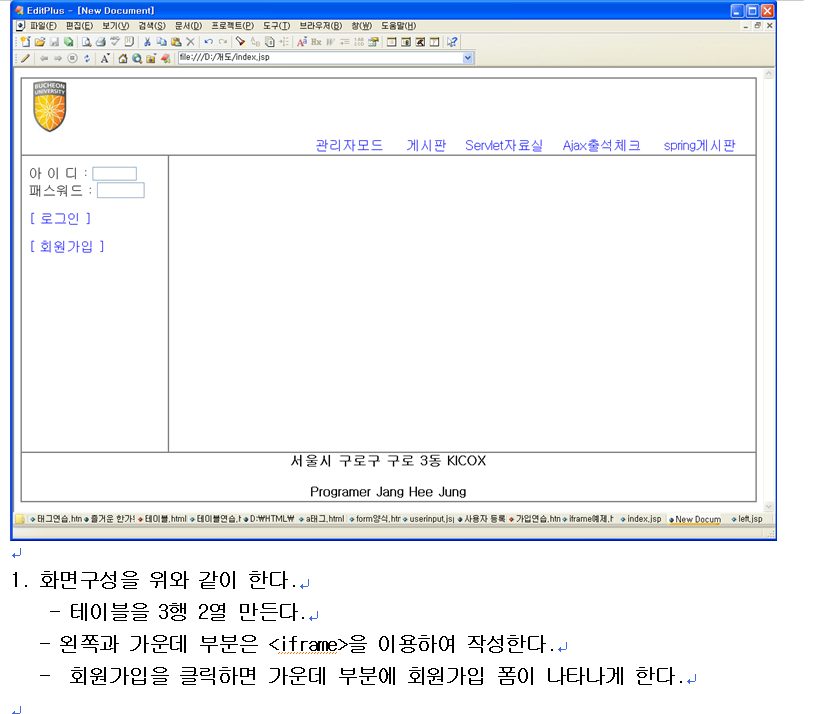 EditPlus - [New Document]
파일(F) 편집(E) 보기(V) 검색(S) 문서(D) 프로젝트(P) 도구(T) 브라우저(B) 창(W) 도움말(H)
file:///D:/개도/index.jsp
BUCHEON
UNIVERSITY
관리자모드 게시판 Servlet자료실 Ajax출석체크 spring게시판
아 이 디 :
패스워드 :
[ 로그인 ]
[ 회원가입 ]
서울시 구로구 구로 3동 KICOX
Programer Jang Hee Jung
태그연습,htn 즐거운 한가! 테이블,html 테이블연습,h D:₩HTML₩ a태그,html form양식,htr userinput,js 사용자 등록 가입연습,htn iframe예제,h index,jsp New Docum left,jsp
1. 화면구성을 위와 같이 한다.
- 테이블을 3행 2열 만든다.
- 왼쪽과 가운데 부분은 <iframe>을 이용하여 작성한다.
- 회원가입을 클릭하면 가운데 부분에 회원가입 폼이 나타나게 한다.